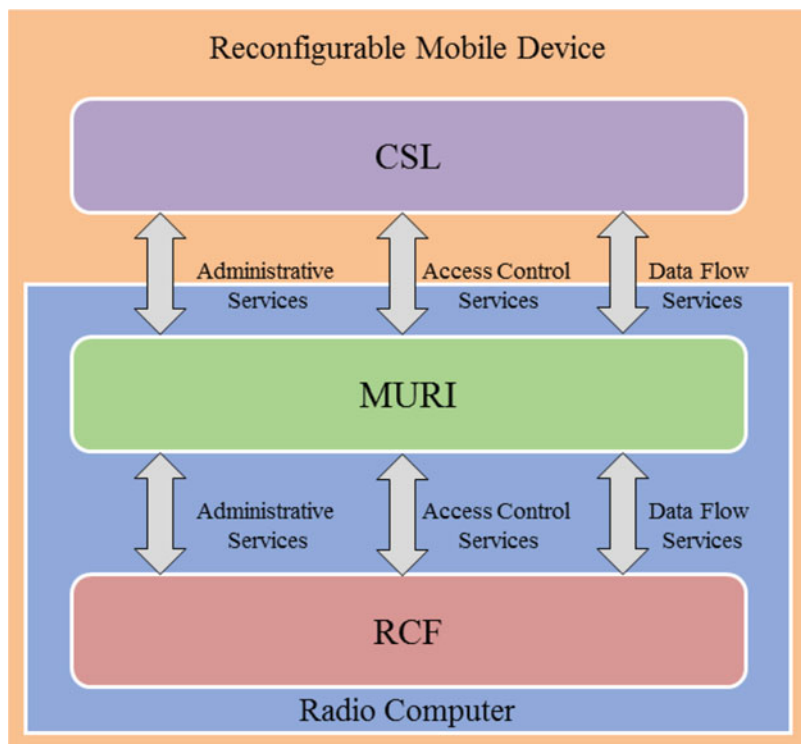 Reconfigurable Mobile Device
CSL
Administrative
Services
Access Control
Services
Data Flow
Services
MURI
Administrative
Services
Access Control
Services
Data Flow
Services
RCF
Radio Computer